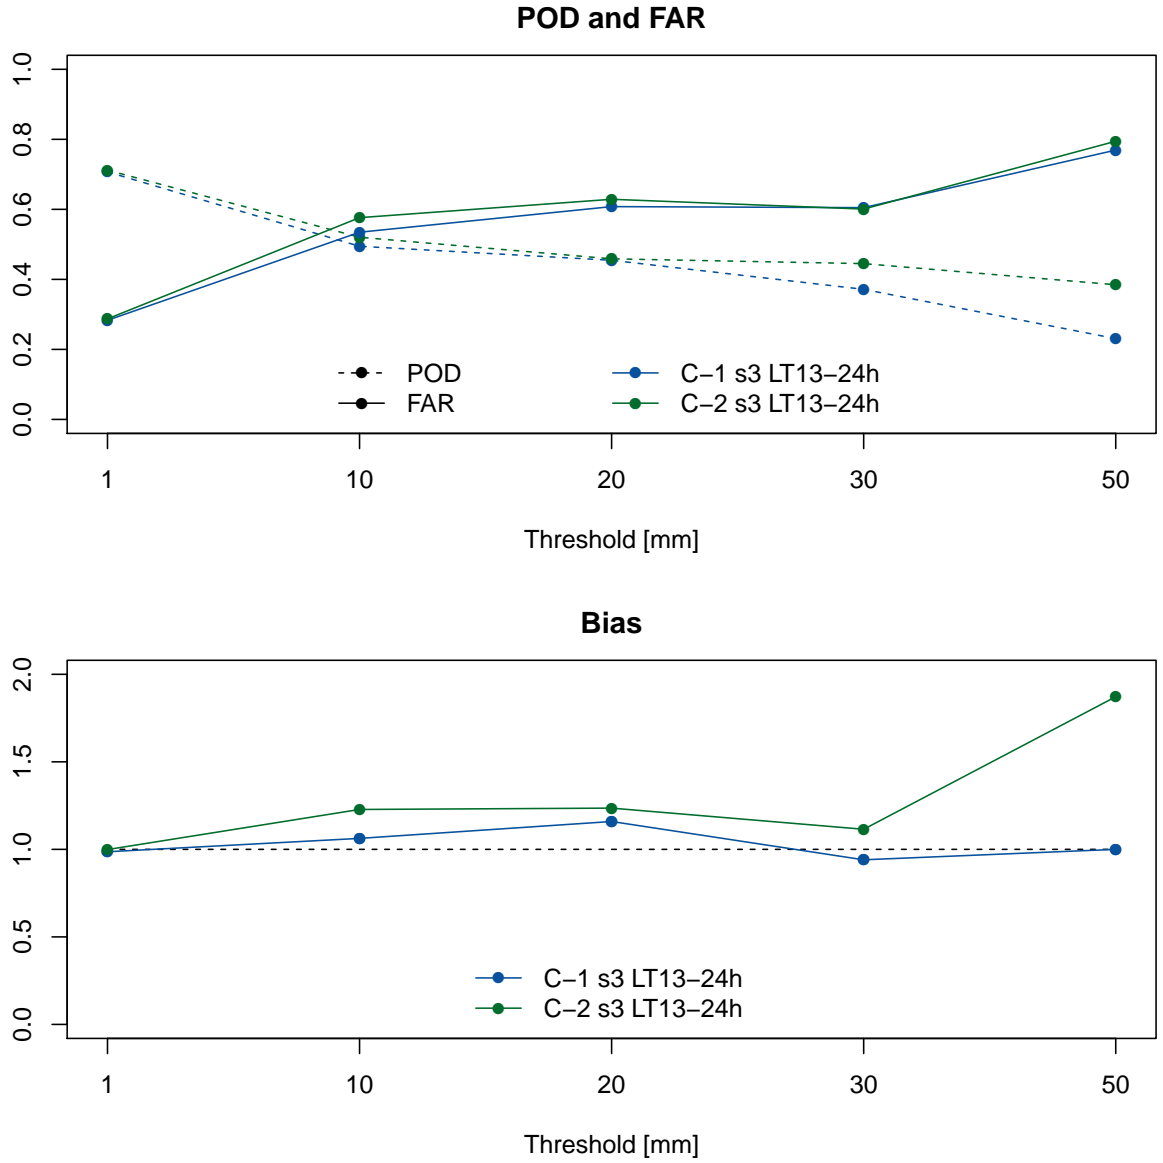 POD and FAR
1.0
0.8
0.6
0.4
0.2
0.0
POD
FAR
C−1 s3 LT13−24h
C−2 s3 LT13−24h
1 10 20 30 50
Threshold [mm]
Bias
2.0
1.5
1.0
0.5
0.0
C−1 s3 LT13−24h
C−2 s3 LT13−24h
1 10 20 30 50
Threshold [mm]